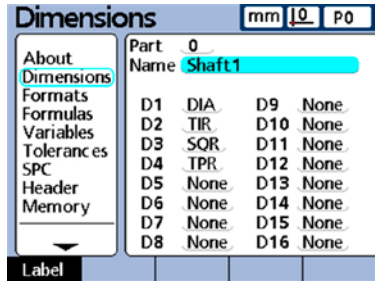 Dimensions mm 0 P0
About
Dimensions
Formats
Formulas
Variables
Tolerances
SPC
Header
Memory
Part 0
Name Shaft1
D1 DIA D9 None
D2 TIR D10 None
D3 SQR D11 None
D4 TPR D12 None
D5 None D13 None
D6 None D14 None
D7 None D15 None
D8 None D16 None
Label